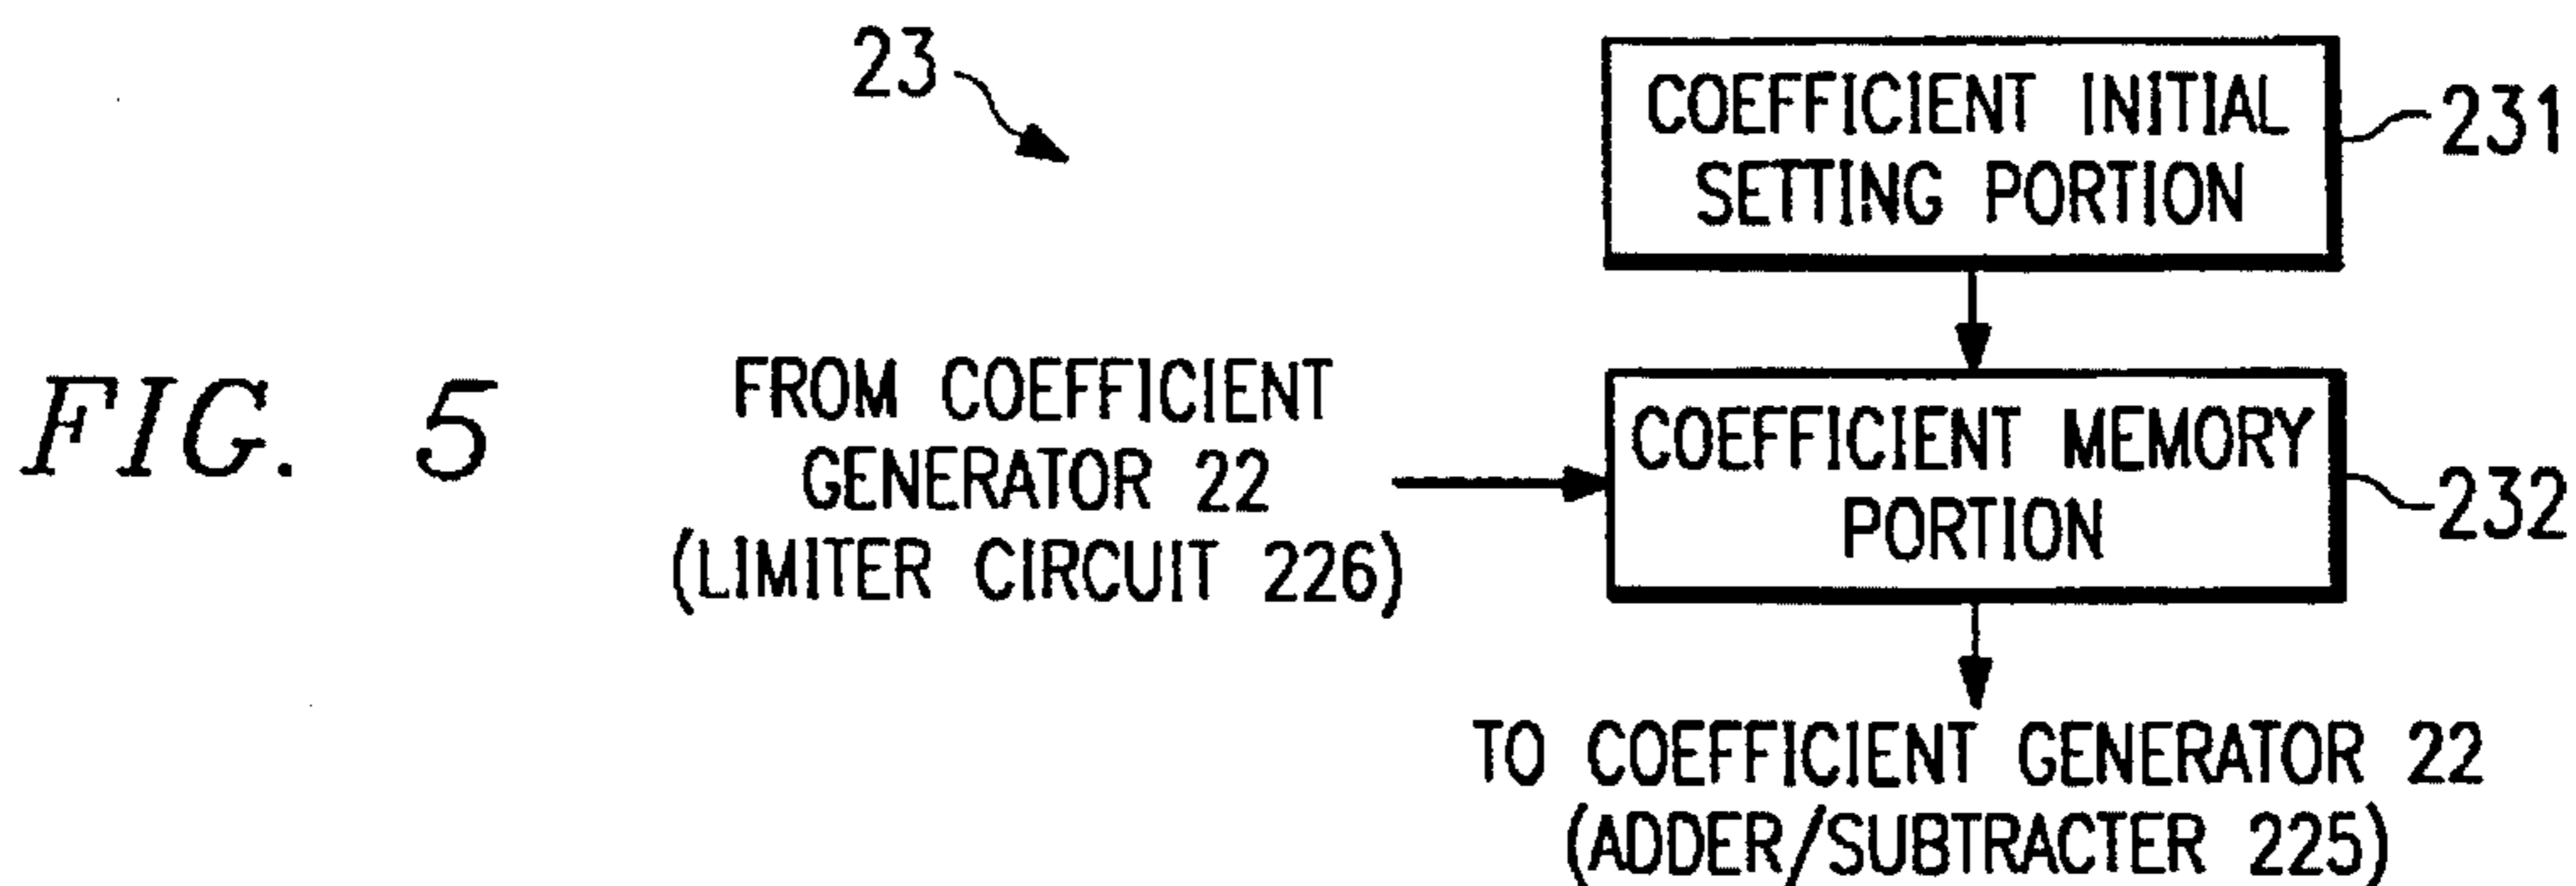 23
COEFFICIENT INITIAL
SETTING PORTION
231
FIG. 5
FROM COEFFICIENT
GENERATOR 22
(LIMITER CIRCUIT 226)
COEFFICIENT MEMORY
PORTION
232
TO COEFFICIENT GENERATOR 22
(ADDER/SUBTRACTER 225)